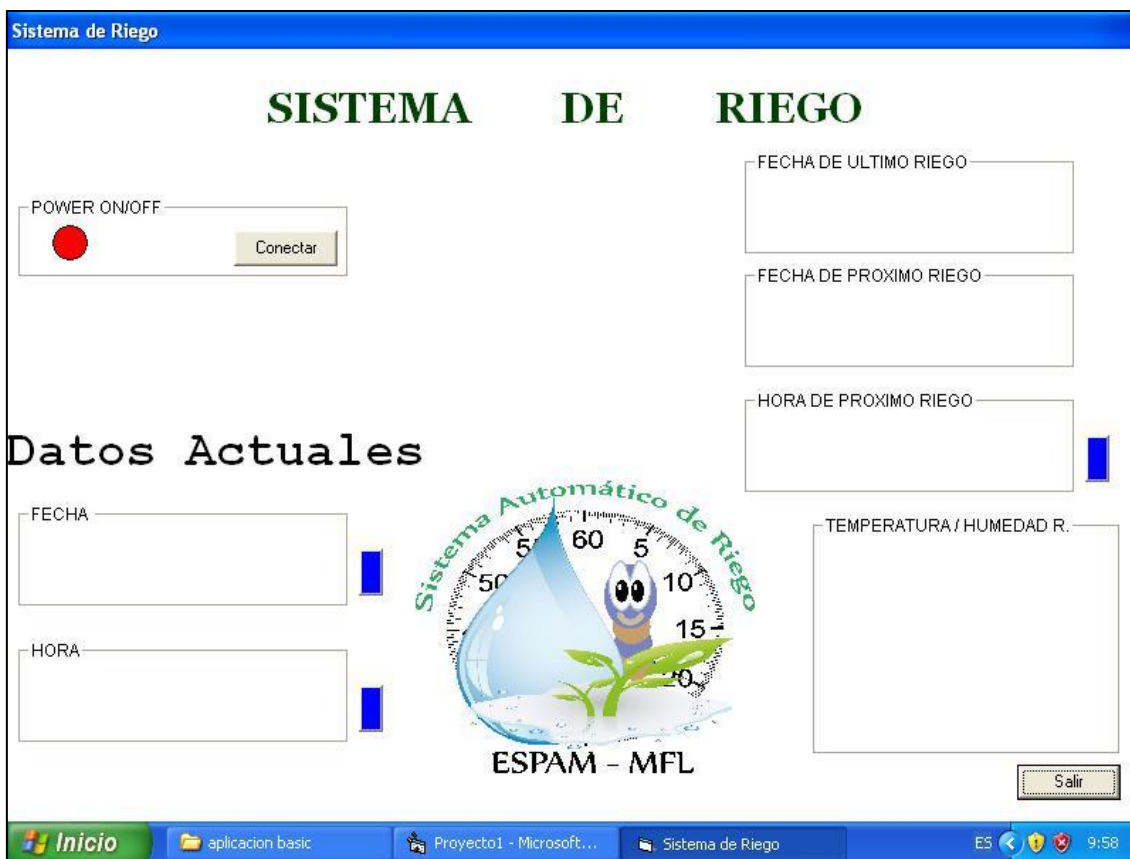 Sistema de Riego
SISTEMA DE RIEGO
FECHA DE ULTIMO RIEGO
POWER ON/OFF
Conectar
FECHA DE PROXIMO RIEGO
HORA DE PROXIMO RIEGO
Datos Actuales
FECHA
HORA
Sistema Automático de Riego
50
55
60
5
10
15
20
ESPAM - MFL
TEMPERATURA / HUMEDAD R.
Salir
Inicio
aplicacion basic
Proyecto1 - Microsoft...
Sistema de Riego
ES
9:58